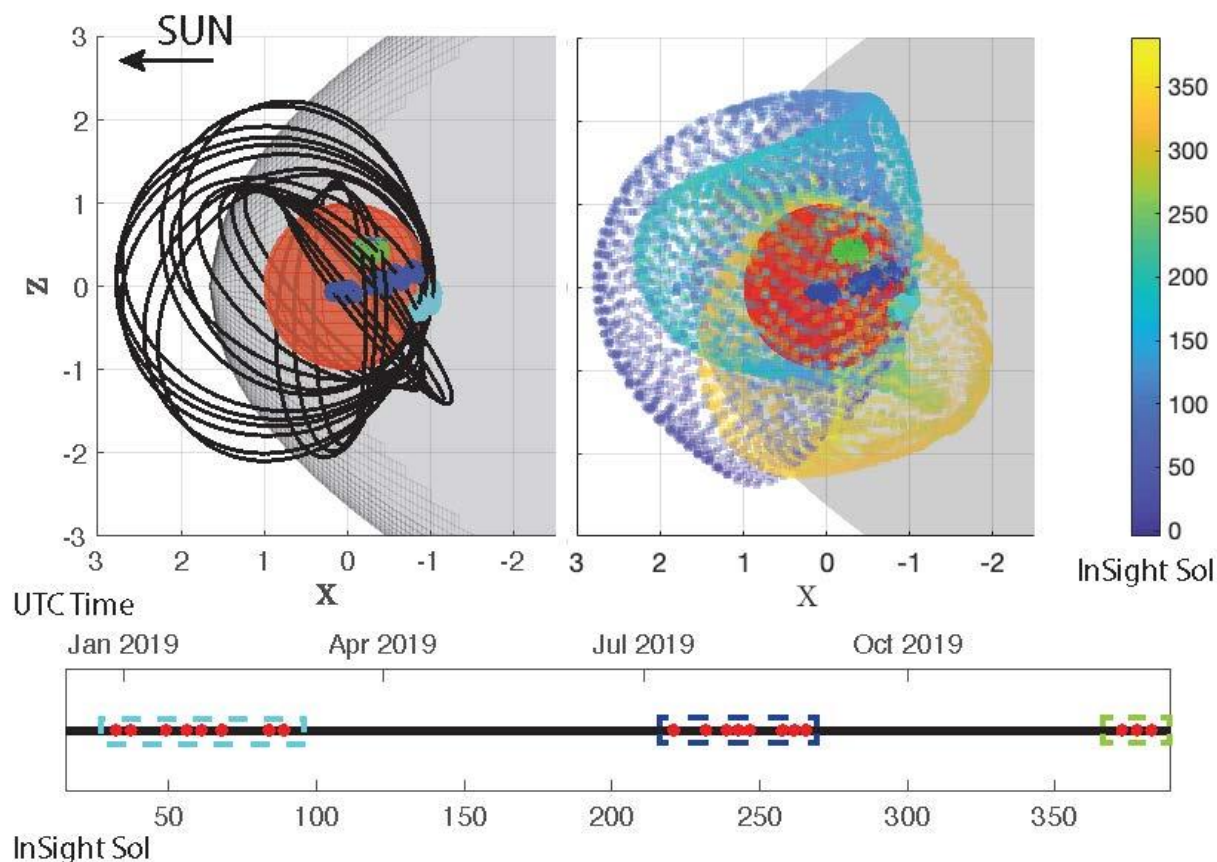 SUN
3
2
1
0
-1
-2
-3
Z
3 2 1 0 -1 -2
X
3 2 1 0 -1 -2
X
350
300
250
200
150
100
50
0
InSight Sol
UTC Time
Jan 2019 Apr 2019 Jul 2019 Oct 2019
50 100 150 200 250 300 350
InSight Sol